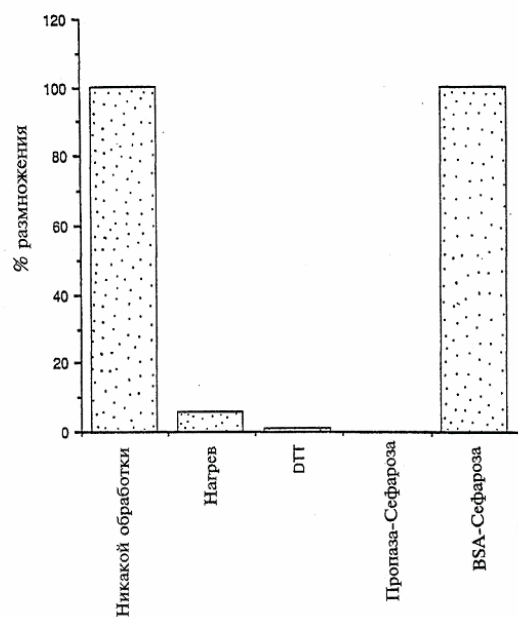 120
100
80
60
40
20
0
% размножения
Никакой обработки
Нагрев
DTT
Пропаза-Сефароза
BSA-Сефароза